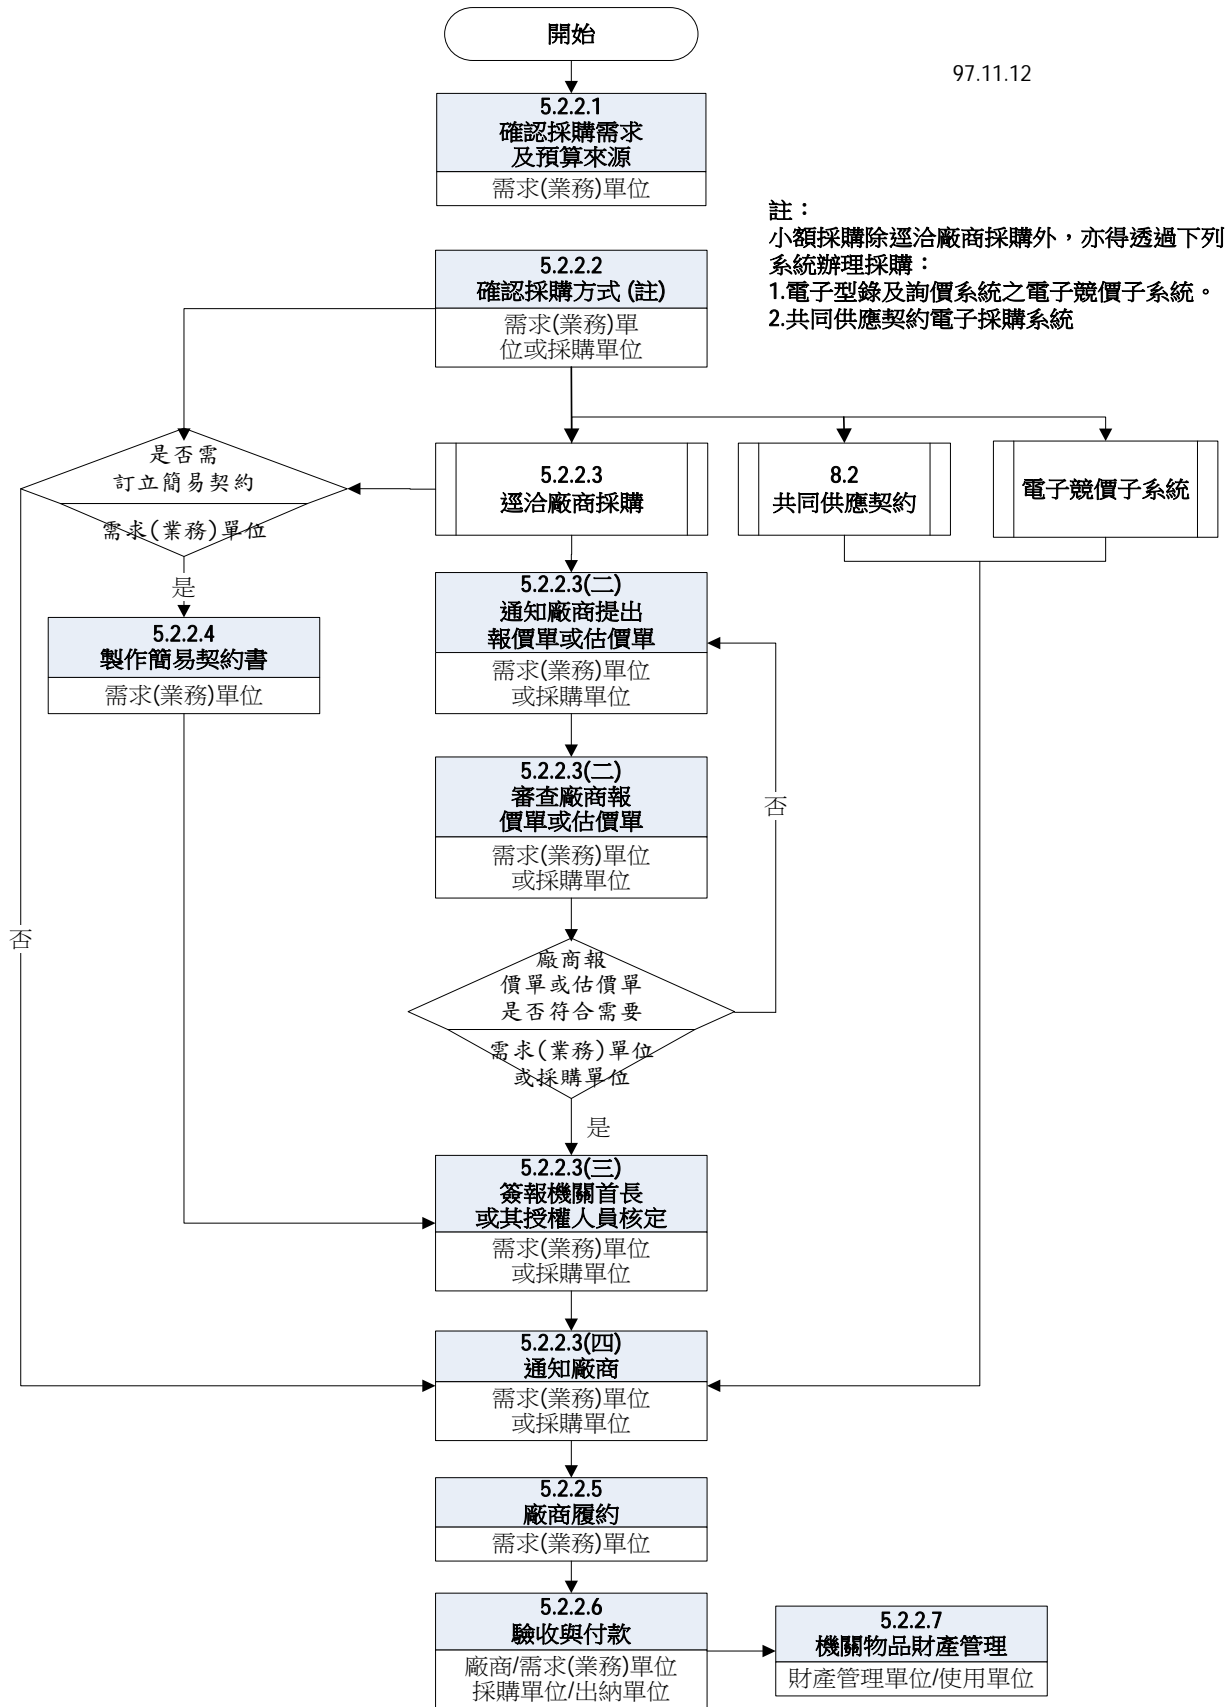 開始
97.11.12
5.2.2.1
確認採購需求
及預算來源
需求(業務)單位
註：
小額採購除逕洽廠商採購外，亦得透過下列
系統辦理採購：
1.電子型錄及詢價系統之電子競價子系統。
2.共同供應契約電子採購系統
5.2.2.2
確認採購方式 (註)
需求(業務)單
位或採購單位
是否需
訂立簡易契約
需求(業務)單位
5.2.2.3
逕洽廠商採購
8.2
共同供應契約
電子競價子系統
是
5.2.2.4
製作簡易契約書
需求(業務)單位
5.2.2.3(二)
通知廠商提出
報價單或估價單
需求(業務)單位
或採購單位
5.2.2.3(二)
審查廠商報
價單或估價單
需求(業務)單位
或採購單位
否
否
廠商報
價單或估價單
是否符合需要
需求(業務)單位
或採購單位
是
5.2.2.3(三)
簽報機關首長
或其授權人員核定
需求(業務)單位
或採購單位
5.2.2.3(四)
通知廠商
需求(業務)單位
或採購單位
5.2.2.5
廠商履約
需求(業務)單位
5.2.2.6
驗收與付款
廠商/需求(業務)單位
採購單位/出納單位
5.2.2.7
機關物品財產管理
財產管理單位/使用單位